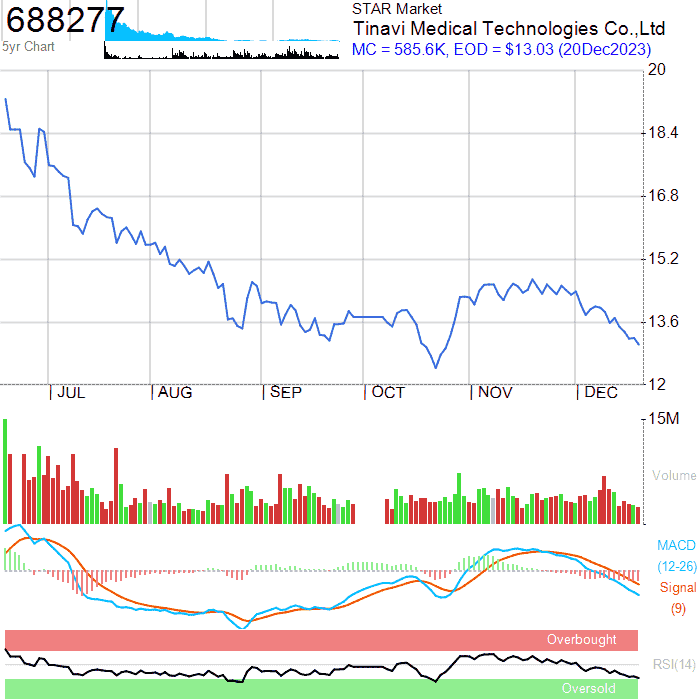 688277
5yr Chart
STAR Market
Tinavi Medical Technologies Co.,Ltd
MC = 585.6K, EOD = $13.03 (20Dec2023)
20
18.4
16.8
15.2
13.6
12
JUL AUG SEP OCT NOV DEC
15M
Volume
MACD
(12-26)
Signal
(9)
Overbought
RSI(14)
Oversold